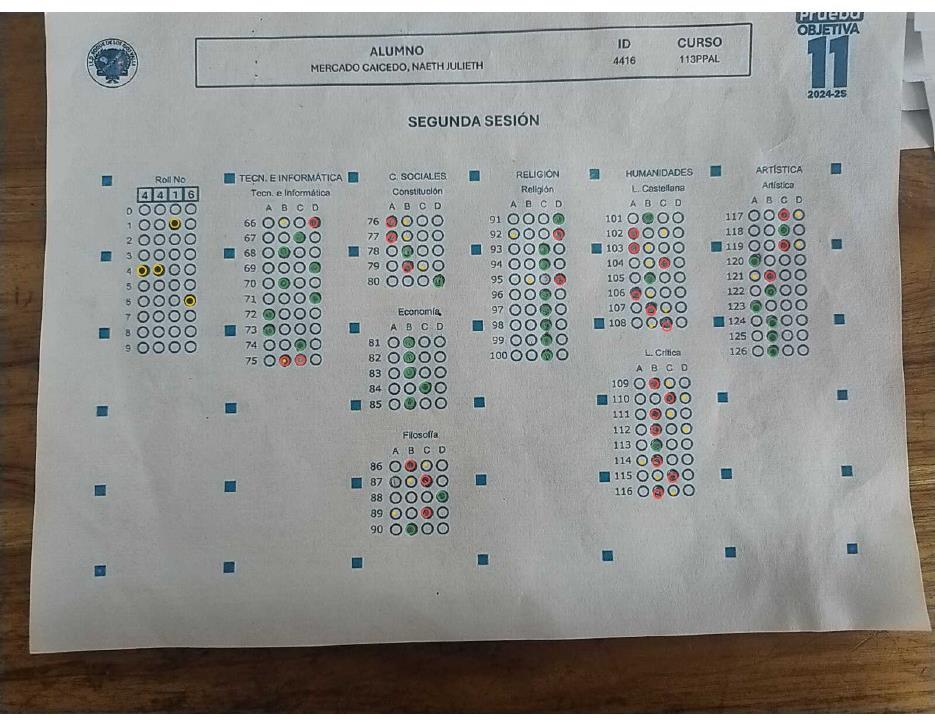 Prueba
OBJETIVA
11
2024-25
ALUMNO ID CURSO
MERCADO CAICEDO, NAETH JULIETH 4416 113PPAL
SEGUNDA SESIÓN
Roll No
4 4 1 6
0
1
2
3
4
5
6
7
8
9
TECN. E INFORMÁTICA
Tecn. e Informática
A B C D
66
67
68
69
70
71
72
73
74
75
C. SOCIALES
Constitución
A B C D
76
77
78
79
80
Economía
A B C D
81
82
83
84
85
Filosofía
A B C D
86
87
88
89
90
RELIGIÓN
Religión
A B C D
91
92
93
94
95
96
97
98
99
100
HUMANIDADES
L. Castellana
A B C D
101
102
103
104
105
106
107
108
L. Crítica
A B C D
109
110
111
112
113
114
115
116
ARTÍSTICA
Artística
A B C D
117
118
119
120
121
122
123
124
125
126